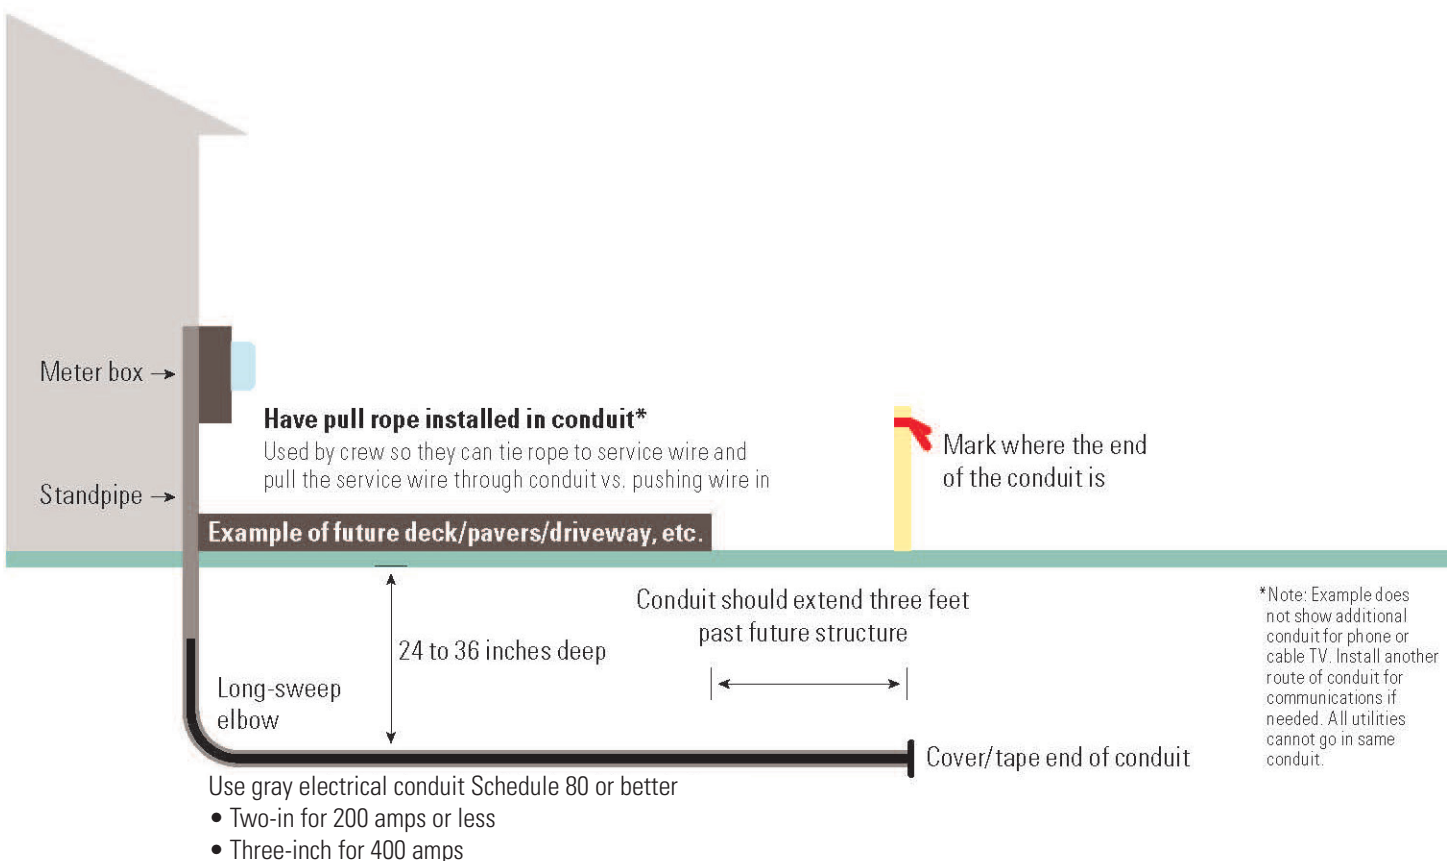 Meter box
Have pull rope installed in conduit*
Used by crew so they can tie rope to service wire and
pull the service wire through conduit vs. pushing wire in
Mark where the end
of the conduit is
Standpipe
Example of future deck/pavers/driveway, etc.
Conduit should extend three feet
past future structure
24 to 36 inches deep
*Note: Example does
not show additional
conduit for phone or
cable TV. Install another
route of conduit for
communications if
needed. All utilities
cannot go in same
conduit.
Long-sweep
elbow
Cover/tape end of conduit
Use gray electrical conduit Schedule 80 or better
• Two-in for 200 amps or less
• Three-inch for 400 amps